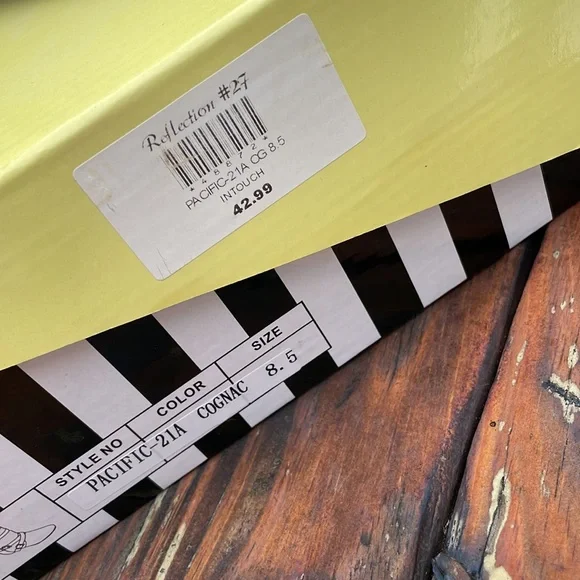 Reflection #27
*48872*
PACIFIC-21A CG 8.5
INTOUCH
42.99
STYLE NO COLOR SIZE
PACIFIC-21A COGNAC 8.5